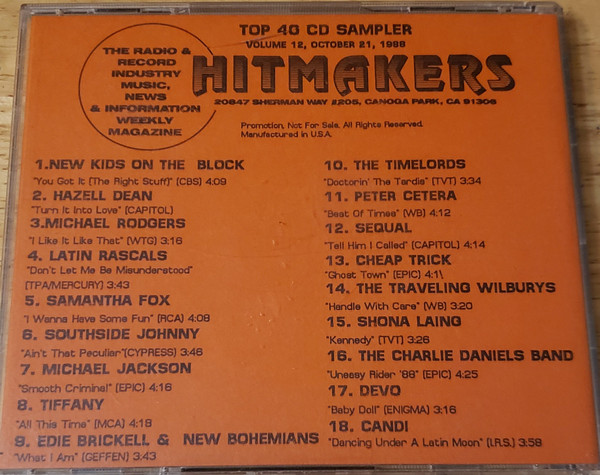 TOP 40 CD SAMPLER
VOLUME 12, OCTOBER 21, 1988
HITMAKERS
20847 SHERMAN WAY 2205, CANOGA PARK, CA 91306
THE RADIO &
RECORD
INDUSTRY
MUSIC,
NEWS
& INFORMATION
WEEKLY
MAGAZINE
Promotion, Not For Sale. All Rights Reserved.
Manufactured in U.S.A.
1.NEW KIDS ON THE BLOCK
"You Got It (The Right Stuff)" (CBS) 4:09
2. HAZELL DEAN
"Turn It Into Love" (CAPITOL)
3.MICHAEL RODGERS
"I Like It Like That" (WTG) 3:16
4. LATIN RASCALS
"Don't Let Me Be Misunderstood"
(TPA/MERCURY) 3:43
5. SAMANTHA FOX
"I Wanna Have Some Fun" (RCA) 4:08
6. SOUTHSIDE JOHNNY
"Ain't That Peculiar"(CYPRESS) 3:46
7. MICHAEL JACKSON
"Smooth Criminal" (EPIC) 4:16
8. TIFFANY
"All This Time" (MCA) 4:18
9. EDIE BRICKELL & NEW BOHEMIANS
"What I Am" (GEFFEN) 3:43
10. THE TIMELORDS
"Doctorin' The Tardis" (TVT) 3:34
11. PETER CETERA
"Best Of Times" (WB) 4:12
12. SEQUAL
"Tell Him I Called" (CAPITOL) 4:14
13. CHEAP TRICK
"Ghost Town" (EPIC) 4:1\
14. THE TRAVELING WILBURYS
"Handle With Care" (WB) 3:20
15. SHONA LAING
"Kennedy" (TVT) 3:26
16. THE CHARLIE DANIELS BAND
"Uneasy Rider '88" (EPIC) 4:25
17. DEVO
"Baby Doll" (ENIGMA) 3:16
18. CANDI
"Dancing Under A Latin Moon" (I.R.S.) 3:58